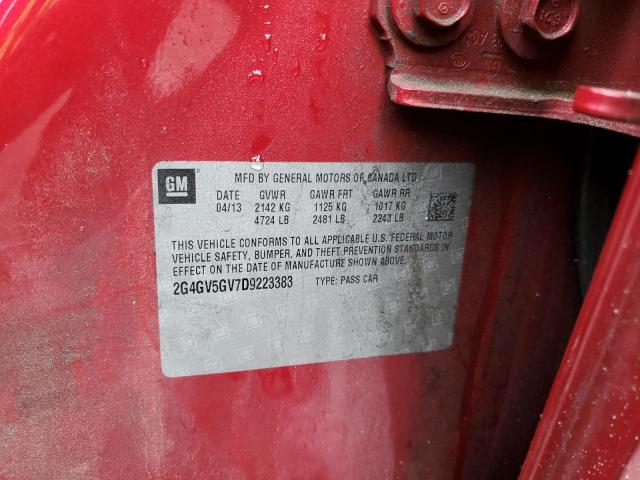 GM
MFD BY GENERAL MOTORS OF CANADA LTD
DATE GVWR GAWR FRT GAWR RR
04/13 2142 KG 1125 KG 1017 KG
4724 LB 2481 LB 2243 LB
THIS VEHICLE CONFORMS TO ALL APPLICABLE U.S. FEDERAL MOTOR
VEHICLE SAFETY, BUMPER, AND THEFT PREVENTION STANDARDS IN
EFFECT ON THE DATE OF MANUFACTURE SHOWN ABOVE.
2G4GV5GV7D9223383 TYPE: PASS CAR